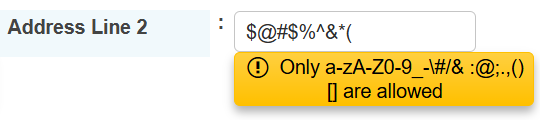 Address Line 2 : $@#$%^&*(
Only a-zA-Z0-9_-\#/& :@;.,()
[] are allowed